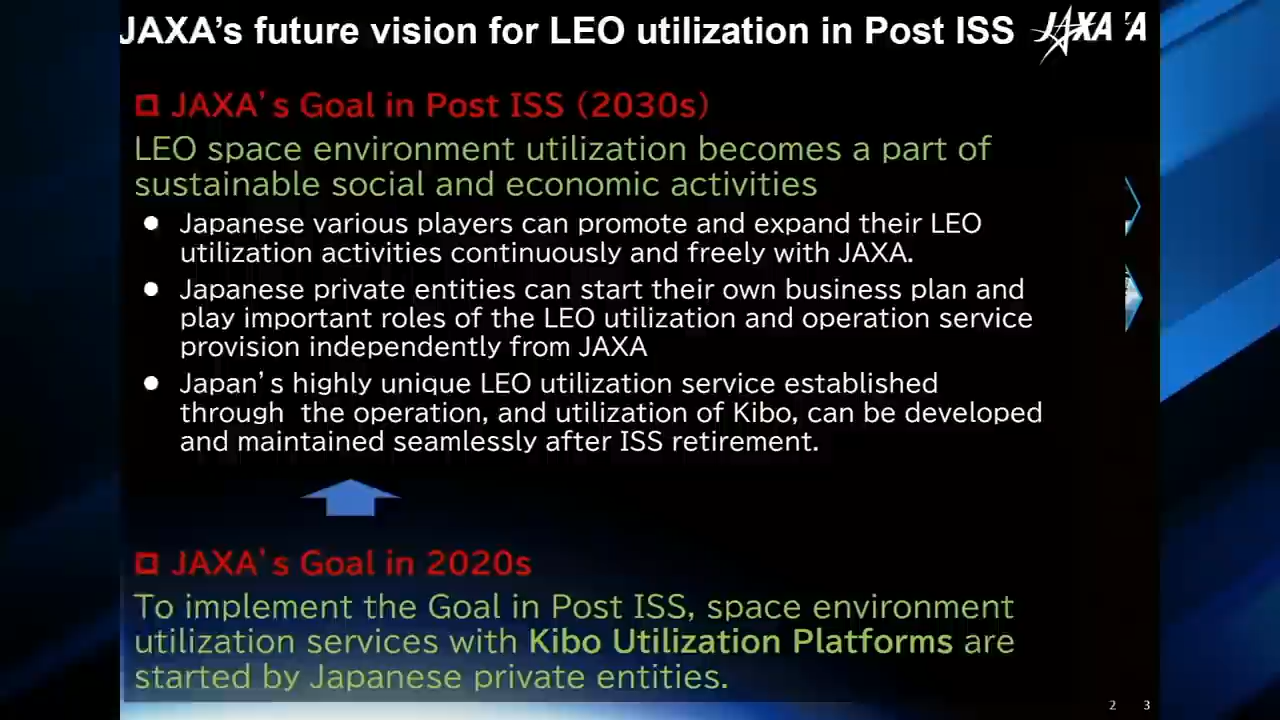 JAXA's future vision for LEO utilization in Post ISS
JAXA 'A
JAXA's Goal in Post ISS (2030s)
LEO space environment utilization becomes a part of
sustainable social and economic activities
● Japanese various players can promote and expand their LEO
utilization activities continuously and freely with JAXA.
● Japanese private entities can start their own business plan and
play important roles of the LEO utilization and operation service
provision independently from JAXA
● Japan's highly unique LEO utilization service established
through the operation, and utilization of Kibo, can be developed
and maintained seamlessly after ISS retirement.
JAXA's Goal in 2020s
To implement the Goal in Post ISS, space environment
utilization services with Kibo Utilization Platforms are
started by Japanese private entities.
2 3